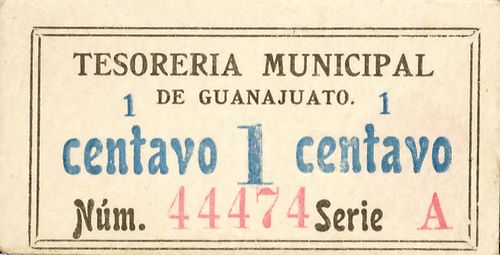 TESORERIA MUNICIPAL
DE GUANAJUATO.
1 1
centavo 1 centavo
Núm. 44474 Serie A